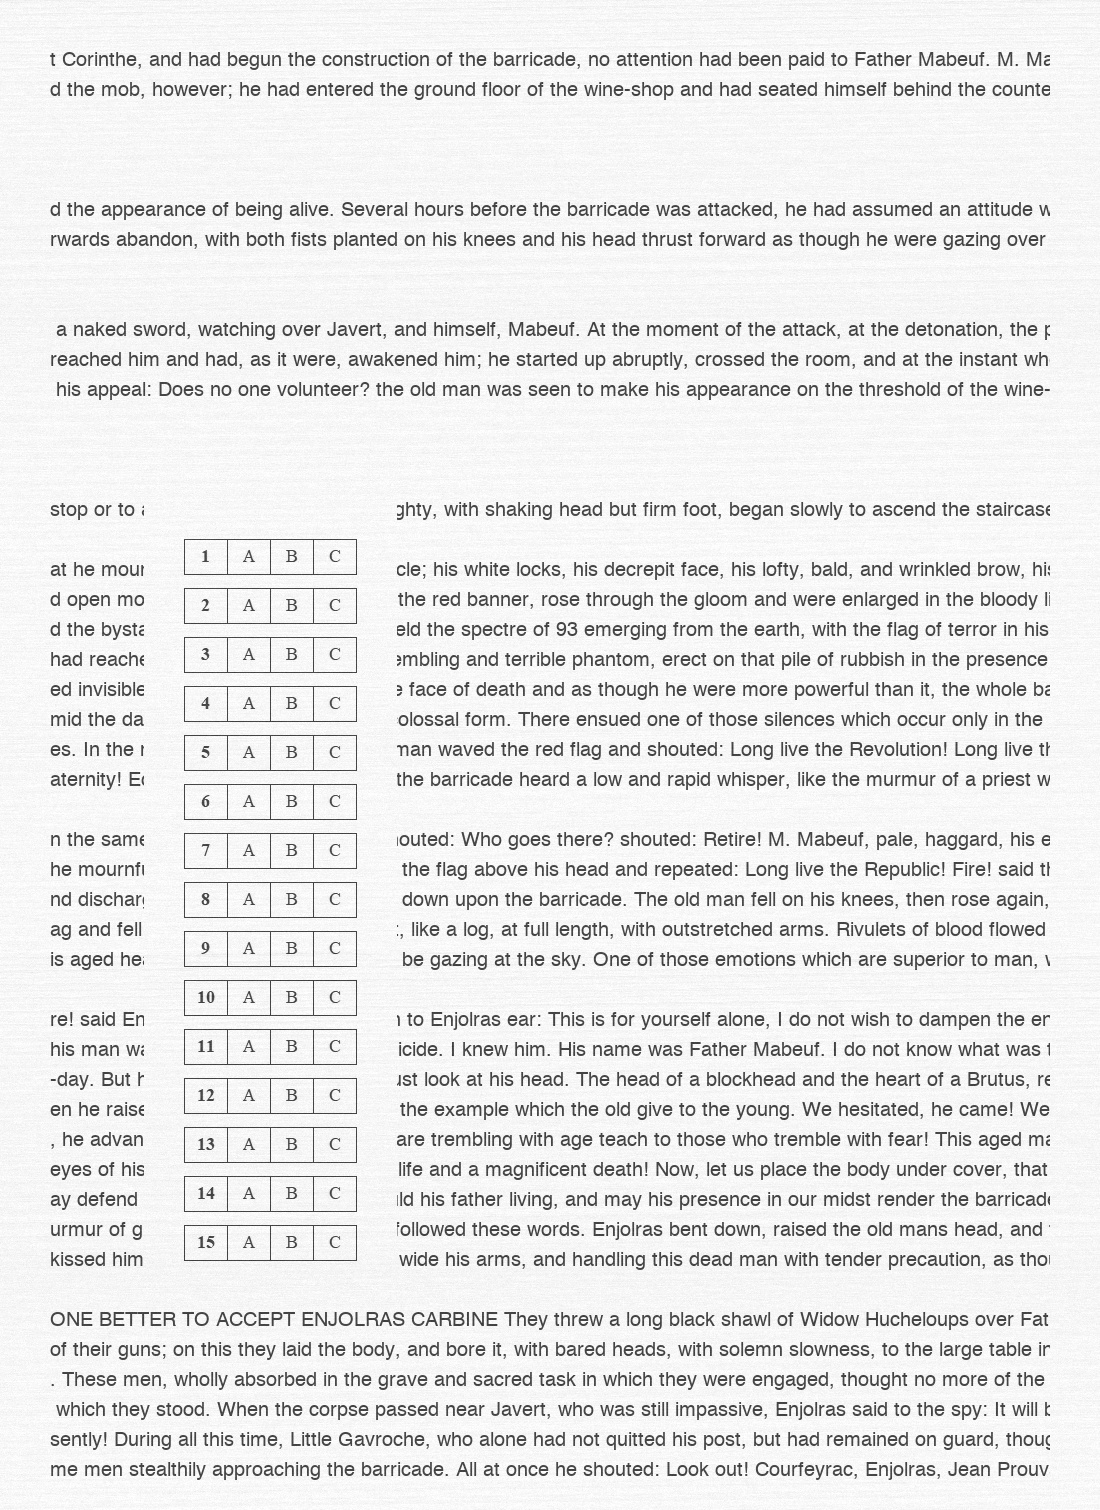 t Corinthe, and had begun the construction of the barricade, no attention had been paid to Father Mabeuf. M. Ma
d the mob, however; he had entered the ground floor of the wine-shop and had seated himself behind the counte
d the appearance of being alive. Several hours before the barricade was attacked, he had assumed an attitude w
rwards abandon, with both fists planted on his knees and his head thrust forward as though he were gazing over
a naked sword, watching over Javert, and himself, Mabeuf. At the moment of the attack, at the detonation, the p
reached him and had, as it were, awakened him; he started up abruptly, crossed the room, and at the instant wh
his appeal: Does no one volunteer? the old man was seen to make his appearance on the threshold of the wine-
stop or to a ghty, with shaking head but firm foot, began slowly to ascend the staircase
at he mour cle; his white locks, his decrepit face, his lofty, bald, and wrinkled brow, his
d open mo the red banner, rose through the gloom and were enlarged in the bloody li
d the bysta eld the spectre of 93 emerging from the earth, with the flag of terror in his
had reache embling and terrible phantom, erect on that pile of rubbish in the presence
ed invisible e face of death and as though he were more powerful than it, the whole ba
mid the da olossal form. There ensued one of those silences which occur only in the
es. In the man waved the red flag and shouted: Long live the Revolution! Long live th
aternity! Eq the barricade heard a low and rapid whisper, like the murmur of a priest w
n the same houted: Who goes there? shouted: Retire! M. Mabeuf, pale, haggard, his e
he mournfu the flag above his head and repeated: Long live the Republic! Fire! said th
nd discharg down upon the barricade. The old man fell on his knees, then rose again,
ag and fell , like a log, at full length, with outstretched arms. Rivulets of blood flowed
is aged hea be gazing at the sky. One of those emotions which are superior to man, w
re! said En n to Enjolras ear: This is for yourself alone, I do not wish to dampen the en
his man wa icide. I knew him. His name was Father Mabeuf. I do not know what was t
-day. But h ust look at his head. The head of a blockhead and the heart of a Brutus, re
en he raise the example which the old give to the young. We hesitated, he came! We
, he advan are trembling with age teach to those who tremble with fear! This aged ma
eyes of his life and a magnificent death! Now, let us place the body under cover, that
ay defend ld his father living, and may his presence in our midst render the barricade
urmur of g followed these words. Enjolras bent down, raised the old mans head, and
kissed him wide his arms, and handling this dead man with tender precaution, as thou
1 A B C
2 A B C
3 A B C
4 A B C
5 A B C
6 A B C
7 A B C
8 A B C
9 A B C
10 A B C
11 A B C
12 A B C
13 A B C
14 A B C
15 A B C
ONE BETTER TO ACCEPT ENJOLRAS CARBINE They threw a long black shawl of Widow Hucheloups over Fat
of their guns; on this they laid the body, and bore it, with bared heads, with solemn slowness, to the large table in
. These men, wholly absorbed in the grave and sacred task in which they were engaged, thought no more of the
which they stood. When the corpse passed near Javert, who was still impassive, Enjolras said to the spy: It will b
sently! During all this time, Little Gavroche, who alone had not quitted his post, but had remained on guard, thoug
me men stealthily approaching the barricade. All at once he shouted: Look out! Courfeyrac, Enjolras, Jean Prouv